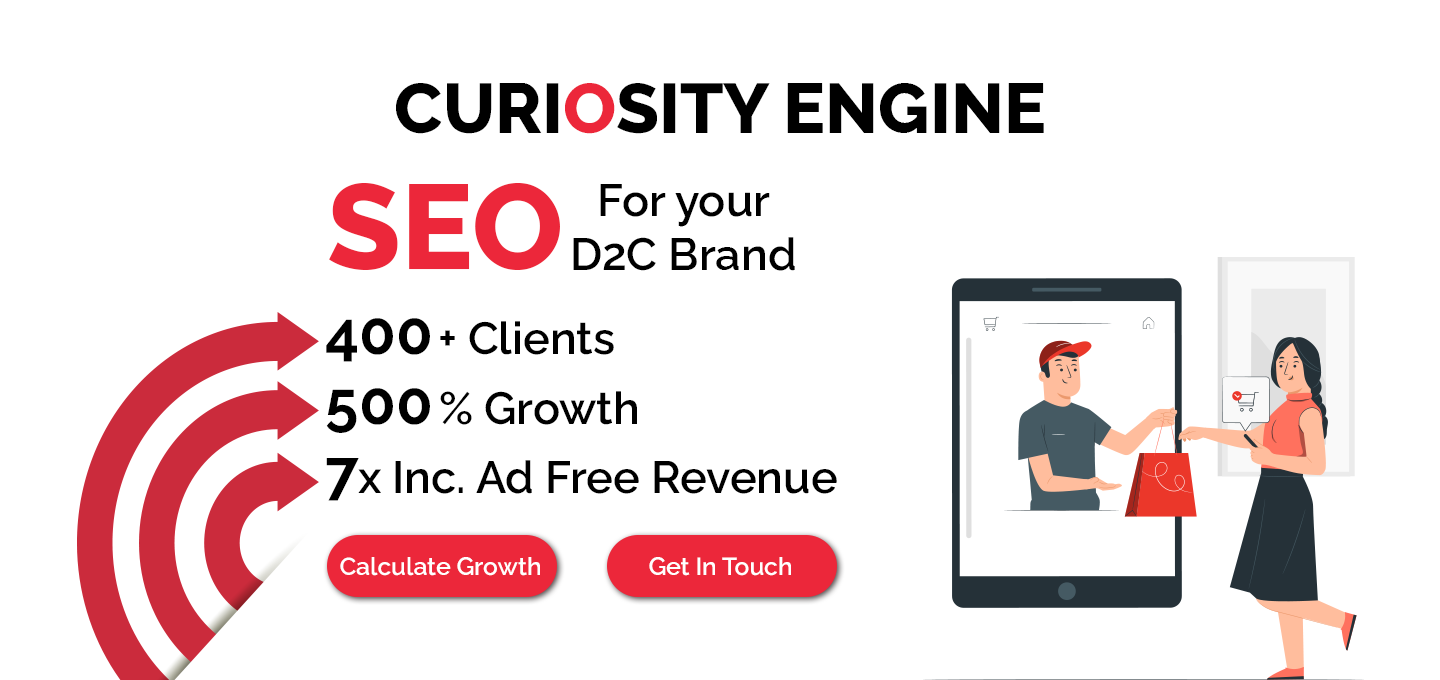 CURIOSITY ENGINE
SEO For your
D2C Brand
400 + Clients
500 % Growth
7x Inc. Ad Free Revenue
Calculate Growth
Get In Touch